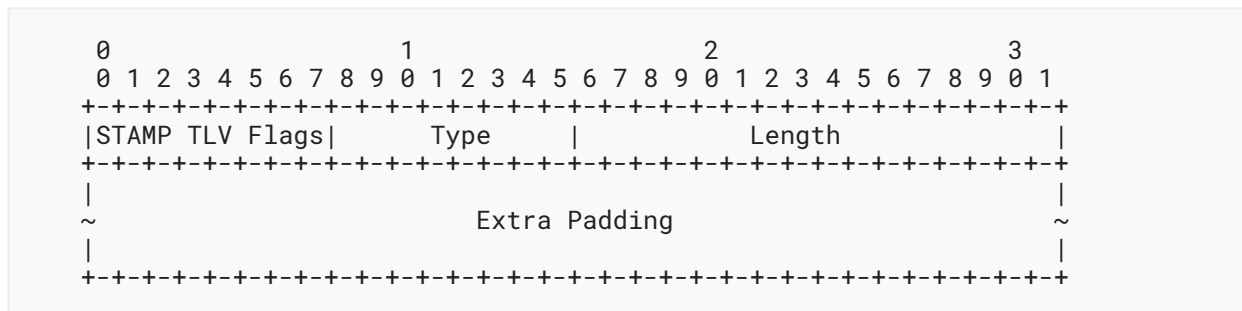 0                   1                   2                   3
 0 1 2 3 4 5 6 7 8 9 0 1 2 3 4 5 6 7 8 9 0 1 2 3 4 5 6 7 8 9 0 1
+-+-+-+-+-+-+-+-+-+-+-+-+-+-+-+-+-+-+-+-+-+-+-+-+-+-+-+-+-+-+-+-+
|STAMP TLV Flags|      Type     |           Length              |
+-+-+-+-+-+-+-+-+-+-+-+-+-+-+-+-+-+-+-+-+-+-+-+-+-+-+-+-+-+-+-+-+
|                                                               |
~                         Extra Padding                         ~
|                                                               |
+-+-+-+-+-+-+-+-+-+-+-+-+-+-+-+-+-+-+-+-+-+-+-+-+-+-+-+-+-+-+-+-+